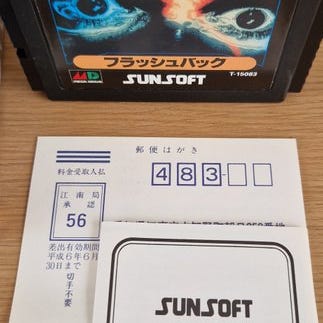 MD
MEGA DRIVE
フラッシュバック
SUNSOFT
T-15083
郵便はがき
料金受取人払
483-
江南局
承認
56
差出有効期間
平成6年6月
30日まで
切手不要
SUNSOFT